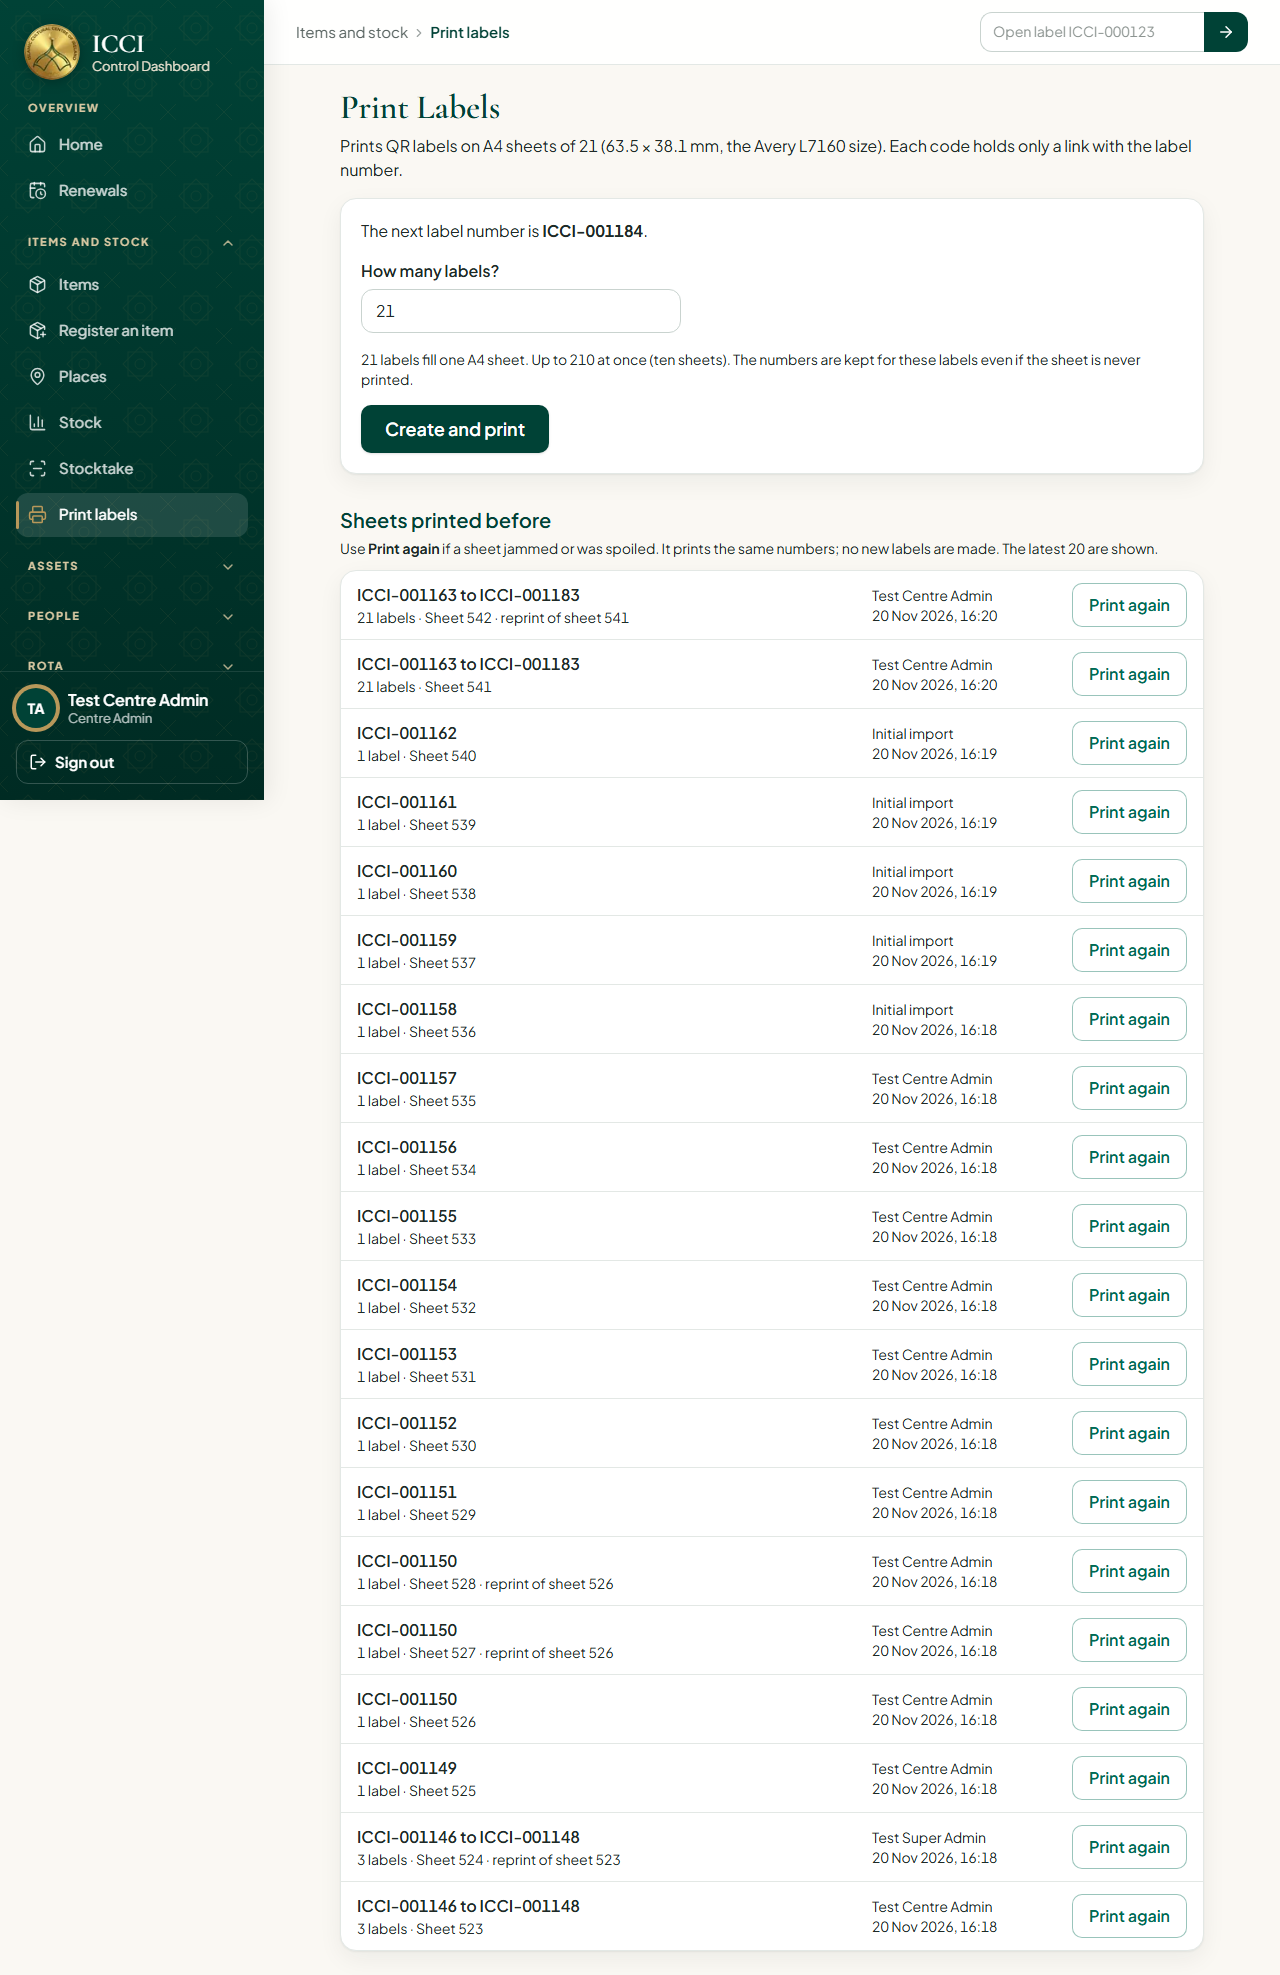 ICCI
Control Dashboard
OVERVIEW
Home
Renewals
ITEMS AND STOCK
Items
Register an item
Places
Stock
Stocktake
Print labels
ASSETS
PEOPLE
ROTA
TA
Test Centre Admin
Centre Admin
Sign out
Items and stock › Print labels
Open label ICCI-000123
Print Labels
Prints QR labels on A4 sheets of 21 (63.5 × 38.1 mm, the Avery L7160 size). Each code holds only a link with the label
number.
The next label number is ICCI-001184.
How many labels?
21
21 labels fill one A4 sheet. Up to 210 at once (ten sheets). The numbers are kept for these labels even if the sheet is never
printed.
Create and print
Sheets printed before
Use Print again if a sheet jammed or was spoiled. It prints the same numbers; no new labels are made. The latest 20 are shown.
ICCI-001163 to ICCI-001183
21 labels · Sheet 542 · reprint of sheet 541
Test Centre Admin
20 Nov 2026, 16:20
Print again
ICCI-001163 to ICCI-001183
21 labels · Sheet 541
Test Centre Admin
20 Nov 2026, 16:20
Print again
ICCI-001162
1 label · Sheet 540
Initial import
20 Nov 2026, 16:19
Print again
ICCI-001161
1 label · Sheet 539
Initial import
20 Nov 2026, 16:19
Print again
ICCI-001160
1 label · Sheet 538
Initial import
20 Nov 2026, 16:19
Print again
ICCI-001159
1 label · Sheet 537
Initial import
20 Nov 2026, 16:19
Print again
ICCI-001158
1 label · Sheet 536
Initial import
20 Nov 2026, 16:18
Print again
ICCI-001157
1 label · Sheet 535
Test Centre Admin
20 Nov 2026, 16:18
Print again
ICCI-001156
1 label · Sheet 534
Test Centre Admin
20 Nov 2026, 16:18
Print again
ICCI-001155
1 label · Sheet 533
Test Centre Admin
20 Nov 2026, 16:18
Print again
ICCI-001154
1 label · Sheet 532
Test Centre Admin
20 Nov 2026, 16:18
Print again
ICCI-001153
1 label · Sheet 531
Test Centre Admin
20 Nov 2026, 16:18
Print again
ICCI-001152
1 label · Sheet 530
Test Centre Admin
20 Nov 2026, 16:18
Print again
ICCI-001151
1 label · Sheet 529
Test Centre Admin
20 Nov 2026, 16:18
Print again
ICCI-001150
1 label · Sheet 528 · reprint of sheet 526
Test Centre Admin
20 Nov 2026, 16:18
Print again
ICCI-001150
1 label · Sheet 527 · reprint of sheet 526
Test Centre Admin
20 Nov 2026, 16:18
Print again
ICCI-001150
1 label · Sheet 526
Test Centre Admin
20 Nov 2026, 16:18
Print again
ICCI-001149
1 label · Sheet 525
Test Centre Admin
20 Nov 2026, 16:18
Print again
ICCI-001146 to ICCI-001148
3 labels · Sheet 524 · reprint of sheet 523
Test Super Admin
20 Nov 2026, 16:18
Print again
ICCI-001146 to ICCI-001148
3 labels · Sheet 523
Test Centre Admin
20 Nov 2026, 16:18
Print again